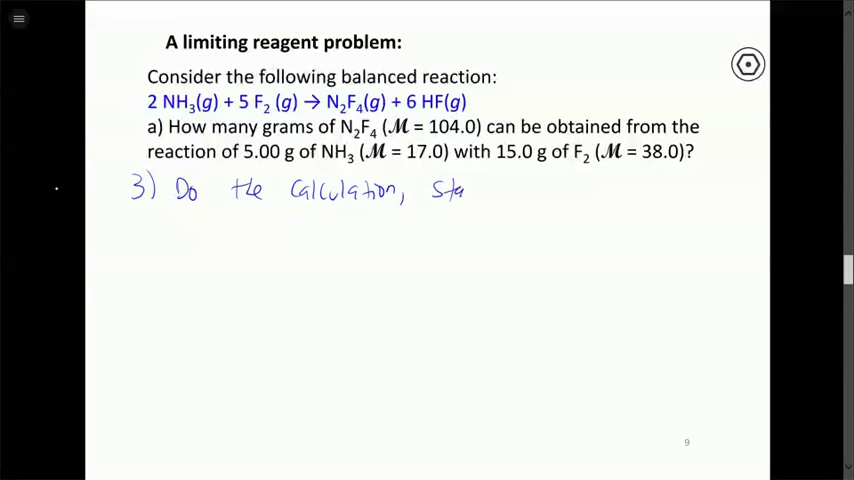 A limiting reagent problem:
Consider the following balanced reaction:
2 NH₃(g) + 5 F₂ (g) → N₂F₄(g) + 6 HF(g)
a) How many grams of N₂F₄ (ℳ = 104.0) can be obtained from the
reaction of 5.00 g of NH₃ (ℳ = 17.0) with 15.0 g of F₂ (ℳ = 38.0)?
3) Do the calculation, sta
9